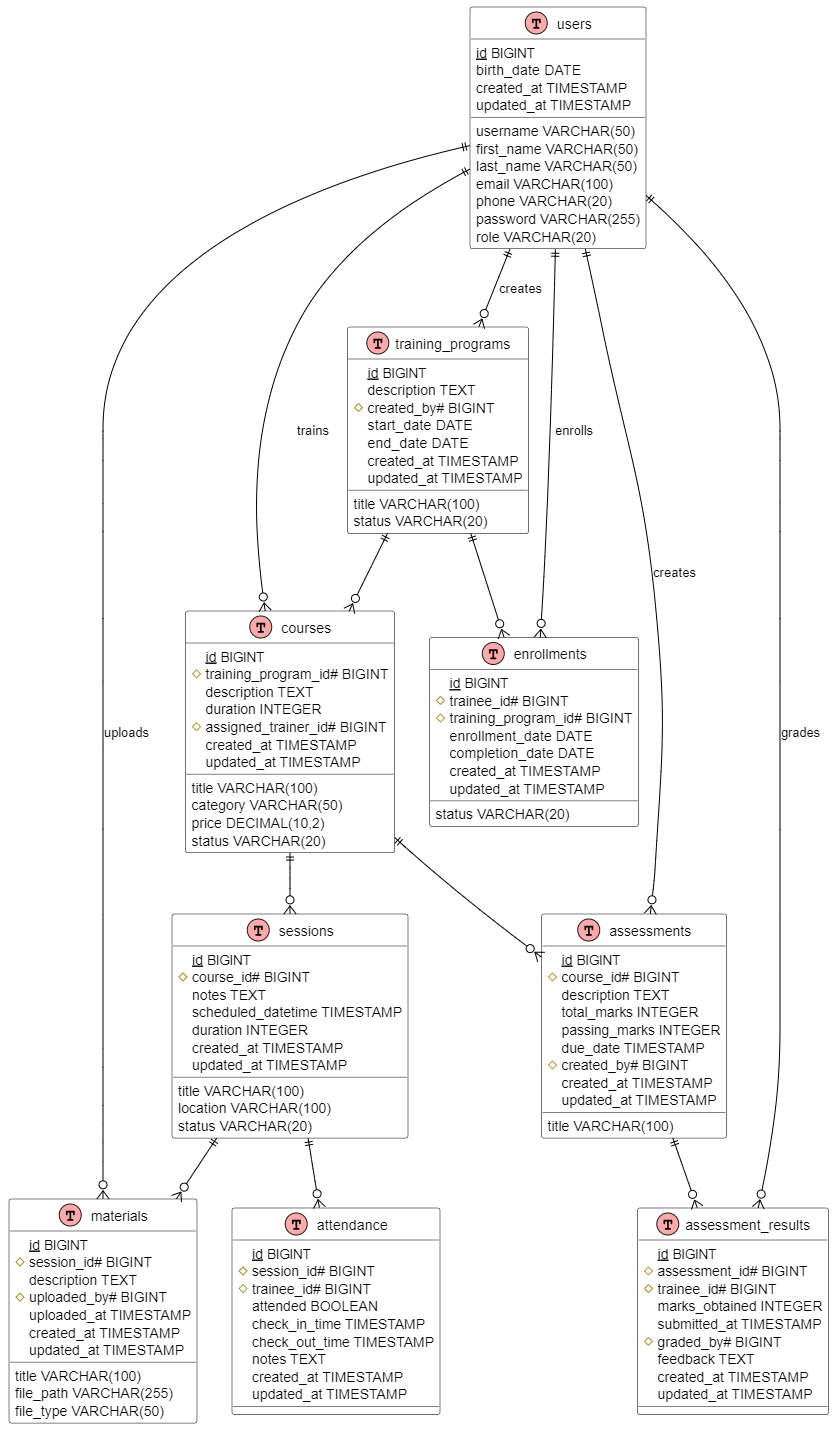 T users
id BIGINT
birth_date DATE
created_at TIMESTAMP
updated_at TIMESTAMP
username VARCHAR(50)
first_name VARCHAR(50)
last_name VARCHAR(50)
email VARCHAR(100)
phone VARCHAR(20)
password VARCHAR(255)
role VARCHAR(20)
creates
T training_programs
id BIGINT
description TEXT
created_by# BIGINT
start_date DATE
end_date DATE
created_at TIMESTAMP
updated_at TIMESTAMP
title VARCHAR(100)
status VARCHAR(20)
trains
enrolls
creates
T courses
id BIGINT
training_program_id# BIGINT
description TEXT
duration INTEGER
assigned_trainer_id# BIGINT
created_at TIMESTAMP
updated_at TIMESTAMP
title VARCHAR(100)
category VARCHAR(50)
price DECIMAL(10,2)
status VARCHAR(20)
T enrollments
id BIGINT
trainee_id# BIGINT
training_program_id# BIGINT
enrollment_date DATE
completion_date DATE
created_at TIMESTAMP
updated_at TIMESTAMP
status VARCHAR(20)
uploads
grades
T sessions
id BIGINT
course_id# BIGINT
notes TEXT
scheduled_datetime TIMESTAMP
duration INTEGER
created_at TIMESTAMP
updated_at TIMESTAMP
title VARCHAR(100)
location VARCHAR(100)
status VARCHAR(20)
T assessments
id BIGINT
course_id# BIGINT
description TEXT
total_marks INTEGER
passing_marks INTEGER
due_date TIMESTAMP
created_by# BIGINT
created_at TIMESTAMP
updated_at TIMESTAMP
title VARCHAR(100)
T materials
id BIGINT
session_id# BIGINT
description TEXT
uploaded_by# BIGINT
uploaded_at TIMESTAMP
created_at TIMESTAMP
updated_at TIMESTAMP
title VARCHAR(100)
file_path VARCHAR(255)
file_type VARCHAR(50)
T attendance
id BIGINT
session_id# BIGINT
trainee_id# BIGINT
attended BOOLEAN
check_in_time TIMESTAMP
check_out_time TIMESTAMP
notes TEXT
created_at TIMESTAMP
updated_at TIMESTAMP
T assessment_results
id BIGINT
assessment_id# BIGINT
trainee_id# BIGINT
marks_obtained INTEGER
submitted_at TIMESTAMP
graded_by# BIGINT
feedback TEXT
created_at TIMESTAMP
updated_at TIMESTAMP